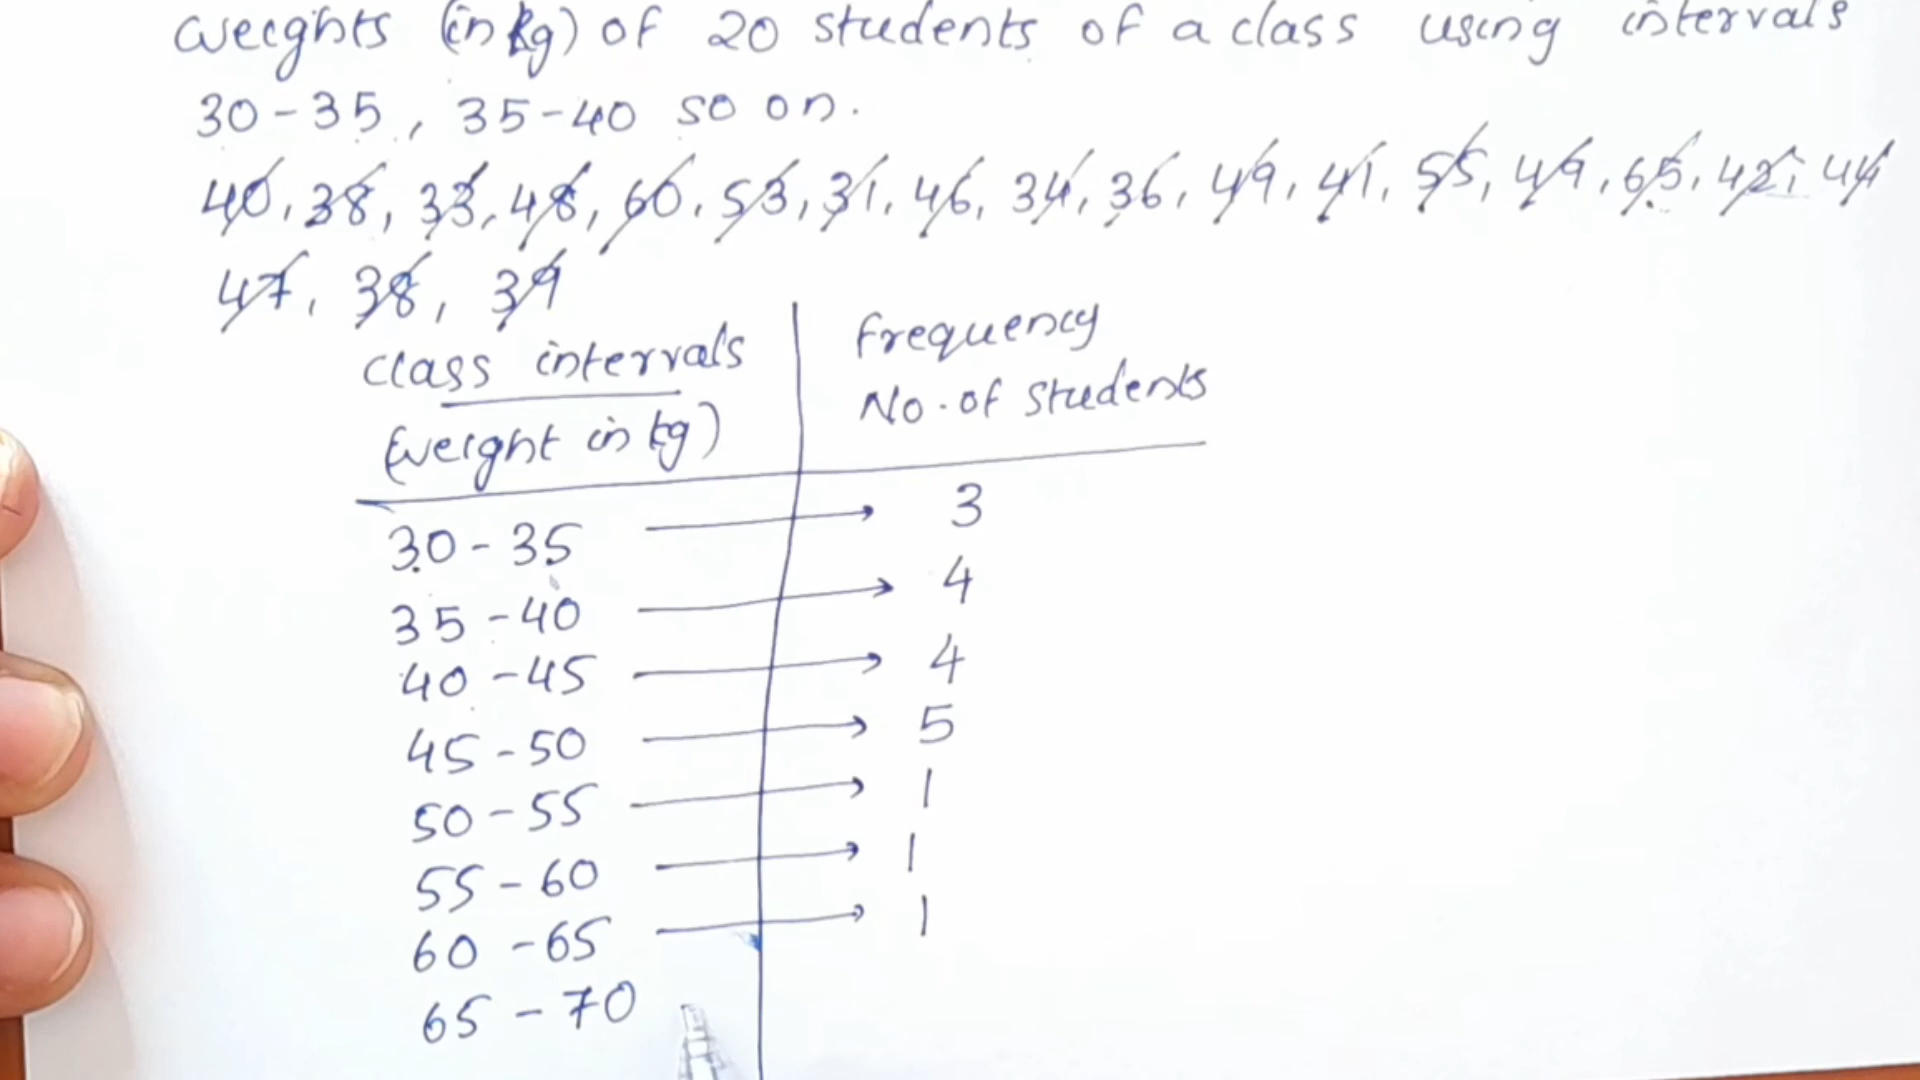 weights (in kg) of 20 students of a class using intervals
30-35, 35-40 so on.
40, 38, 33, 48, 60, 53, 31, 46, 34, 36, 49, 41, 55, 49, 65, 42, 44
47, 38, 39
class intervals
(weight in kg)
Frequency
No. of students
30-35 → 3
35-40 → 4
40-45 → 4
45-50 → 5
50-55 → 1
55-60 → 1
60-65 → 1
65-70